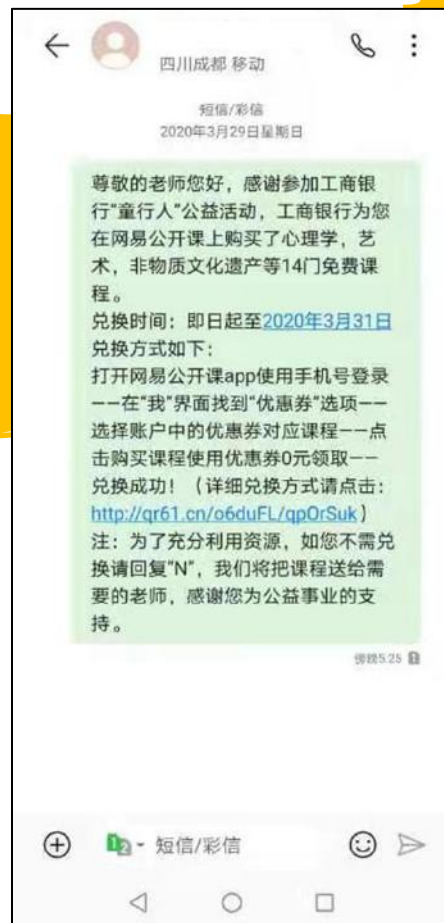 四川成都 移动
短信/彩信
2020年3月29日星期日
尊敬的老师您好，感谢参加工商银
行“童行人”公益活动，工商银行为您
在网易公开课上购买了心理学，艺
术，非物质文化遗产等14门免费课
程。
兑换时间：即日起至2020年3月31日
兑换方式如下：
打开网易公开课app使用手机号登录
——在“我”界面找到“优惠券”选项——
选择账户中的优惠券对应课程——点
击购买课程使用优惠券0元领取——
兑换成功！（详细兑换方式请点击：
http://qr61.cn/o6duFL/qpOrSuk）
注：为了充分利用资源，如您不需兑
换请回复“N”，我们将把课程送给需
要的老师，感谢您为公益事业的支
持。
傍晚5:25 1
12 短信/彩信